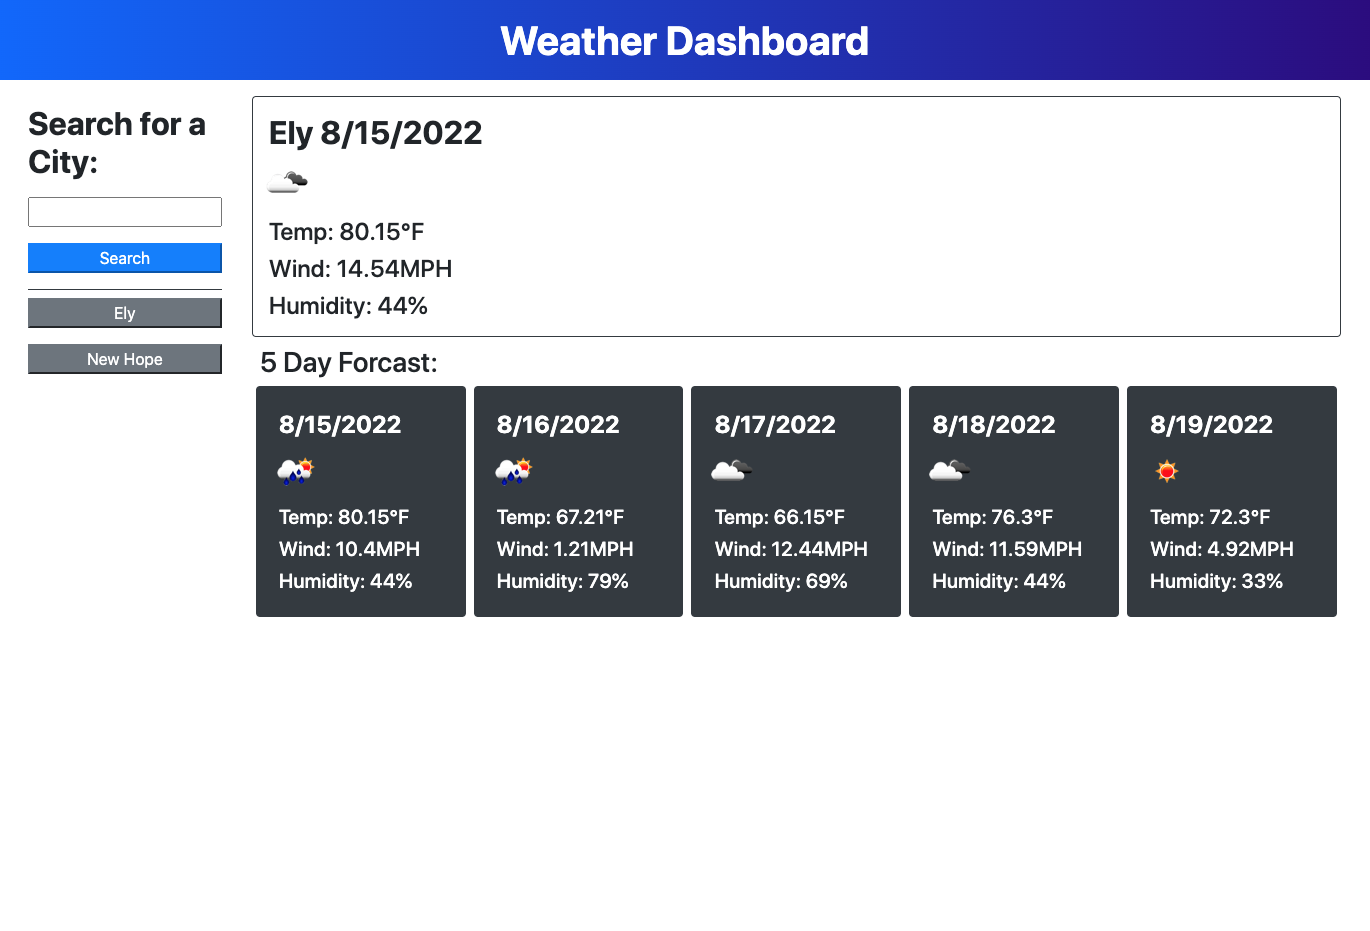 Weather Dashboard
Search for a
City:
Search
Ely
New Hope
Ely 8/15/2022
Temp: 80.15°F
Wind: 14.54MPH
Humidity: 44%
5 Day Forcast:
8/15/2022
Temp: 80.15°F
Wind: 10.4MPH
Humidity: 44%
8/16/2022
Temp: 67.21°F
Wind: 1.21MPH
Humidity: 79%
8/17/2022
Temp: 66.15°F
Wind: 12.44MPH
Humidity: 69%
8/18/2022
Temp: 76.3°F
Wind: 11.59MPH
Humidity: 44%
8/19/2022
Temp: 72.3°F
Wind: 4.92MPH
Humidity: 33%